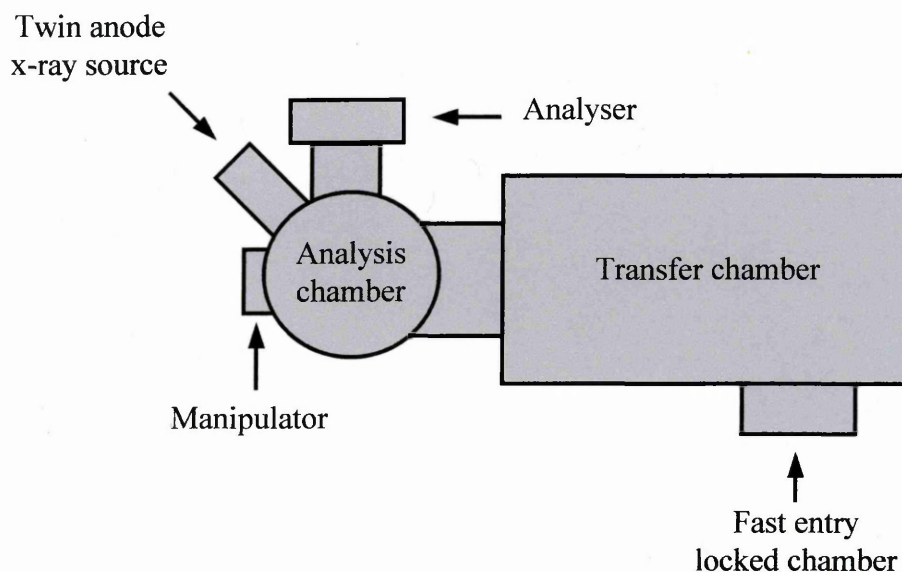 Twin anode
x-ray source
Analyser
Analysis
chamber
Transfer chamber
Manipulator
Fast entry
locked chamber